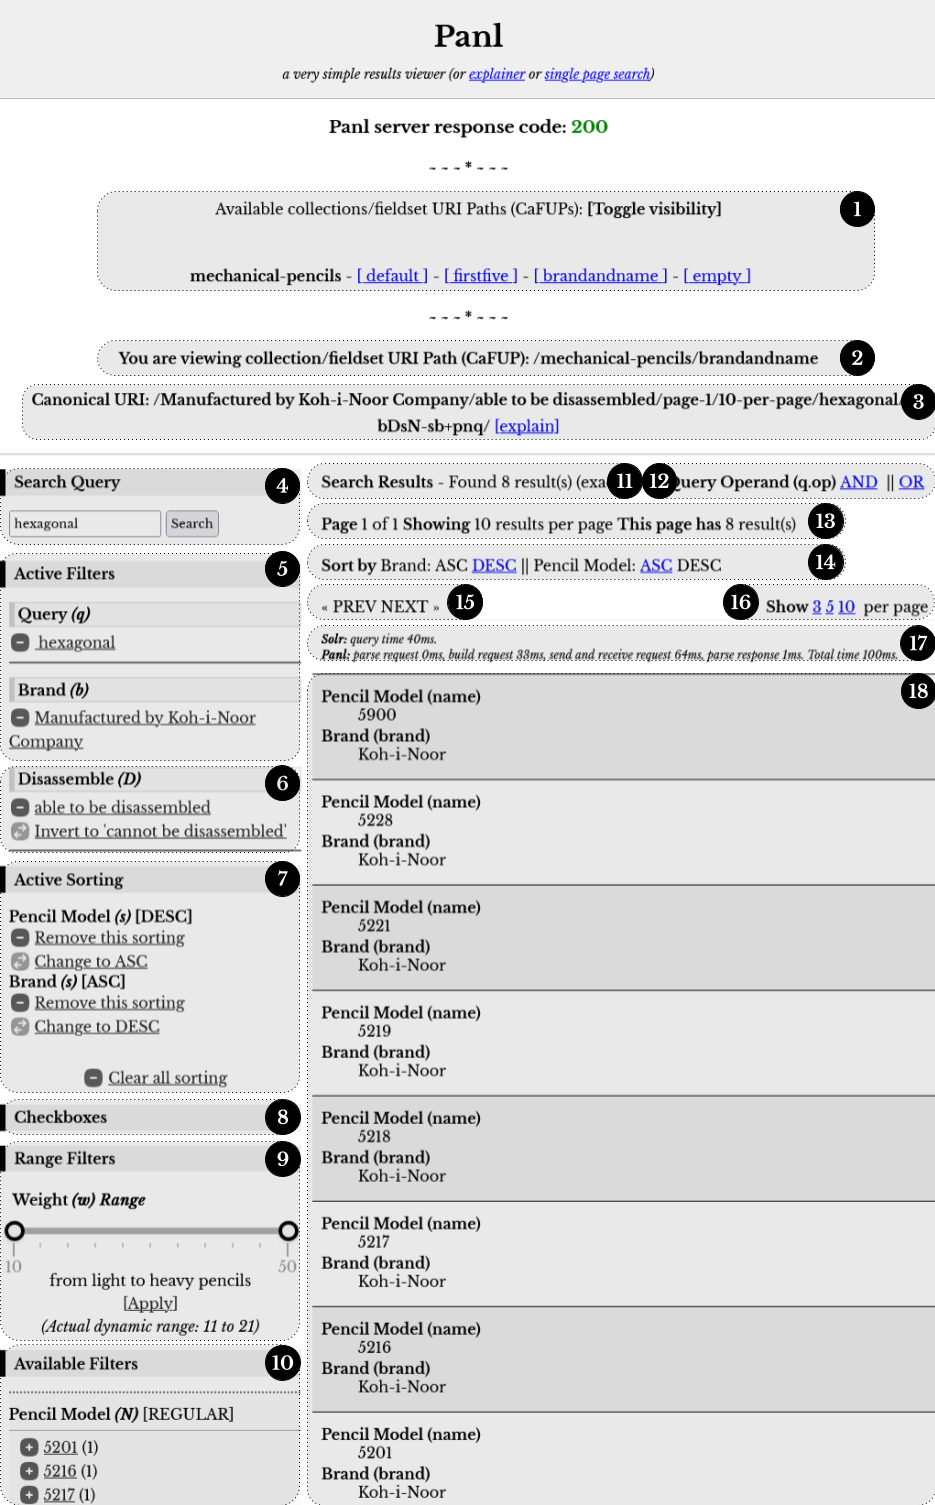 Panl
a very simple results viewer (or explainer or single page search)
Panl server response code: 200
~ ~ ~ * ~ ~ ~
Available collections/fieldset URI Paths (CaFUPs): [Toggle visibility]
1
mechanical-pencils - [ default ] - [ firstfive ] - [ brandandname ] - [ empty ]
~ ~ ~ * ~ ~ ~
You are viewing collection/fieldset URI Path (CaFUP): /mechanical-pencils/brandandname
2
Canonical URI: /Manufactured by Koh-i-Noor Company/able to be disassembled/page-1/10-per-page/hexagonal/
3
bDsN-sb+pnq/ [explain]
Search Query
4
hexagonal
Search
Active Filters
5
Query (q)
hexagonal
Brand (b)
Manufactured by Koh-i-Noor
Company
Disassemble (D)
6
able to be disassembled
Invert to 'cannot be disassembled'
Active Sorting
7
Pencil Model (s) [DESC]
Remove this sorting
Change to ASC
Brand (s) [ASC]
Remove this sorting
Change to DESC
Clear all sorting
Checkboxes
8
Range Filters
9
Weight (w) Range
10 50
from light to heavy pencils
[Apply]
(Actual dynamic range: 11 to 21)
Available Filters
10
Pencil Model (N) [REGULAR]
5201 (1)
5216 (1)
5217 (1)
Search Results - Found 8 result(s) 11 12 Query Operand (q.op) AND || OR
Page 1 of 1 Showing 10 results per page This page has 8 result(s)
13
Sort by Brand: ASC DESC || Pencil Model: ASC DESC
14
« PREV NEXT »
15
16
Show 3 5 10 per page
Solr: query time 40ms.
17
Panl: parse request 0ms, build request 33ms, send and receive request 64ms, parse response 1ms. Total time 100ms.
18
Pencil Model (name)
5900
Brand (brand)
Koh-i-Noor
Pencil Model (name)
5228
Brand (brand)
Koh-i-Noor
Pencil Model (name)
5221
Brand (brand)
Koh-i-Noor
Pencil Model (name)
5219
Brand (brand)
Koh-i-Noor
Pencil Model (name)
5218
Brand (brand)
Koh-i-Noor
Pencil Model (name)
5217
Brand (brand)
Koh-i-Noor
Pencil Model (name)
5216
Brand (brand)
Koh-i-Noor
Pencil Model (name)
5201
Brand (brand)
Koh-i-Noor